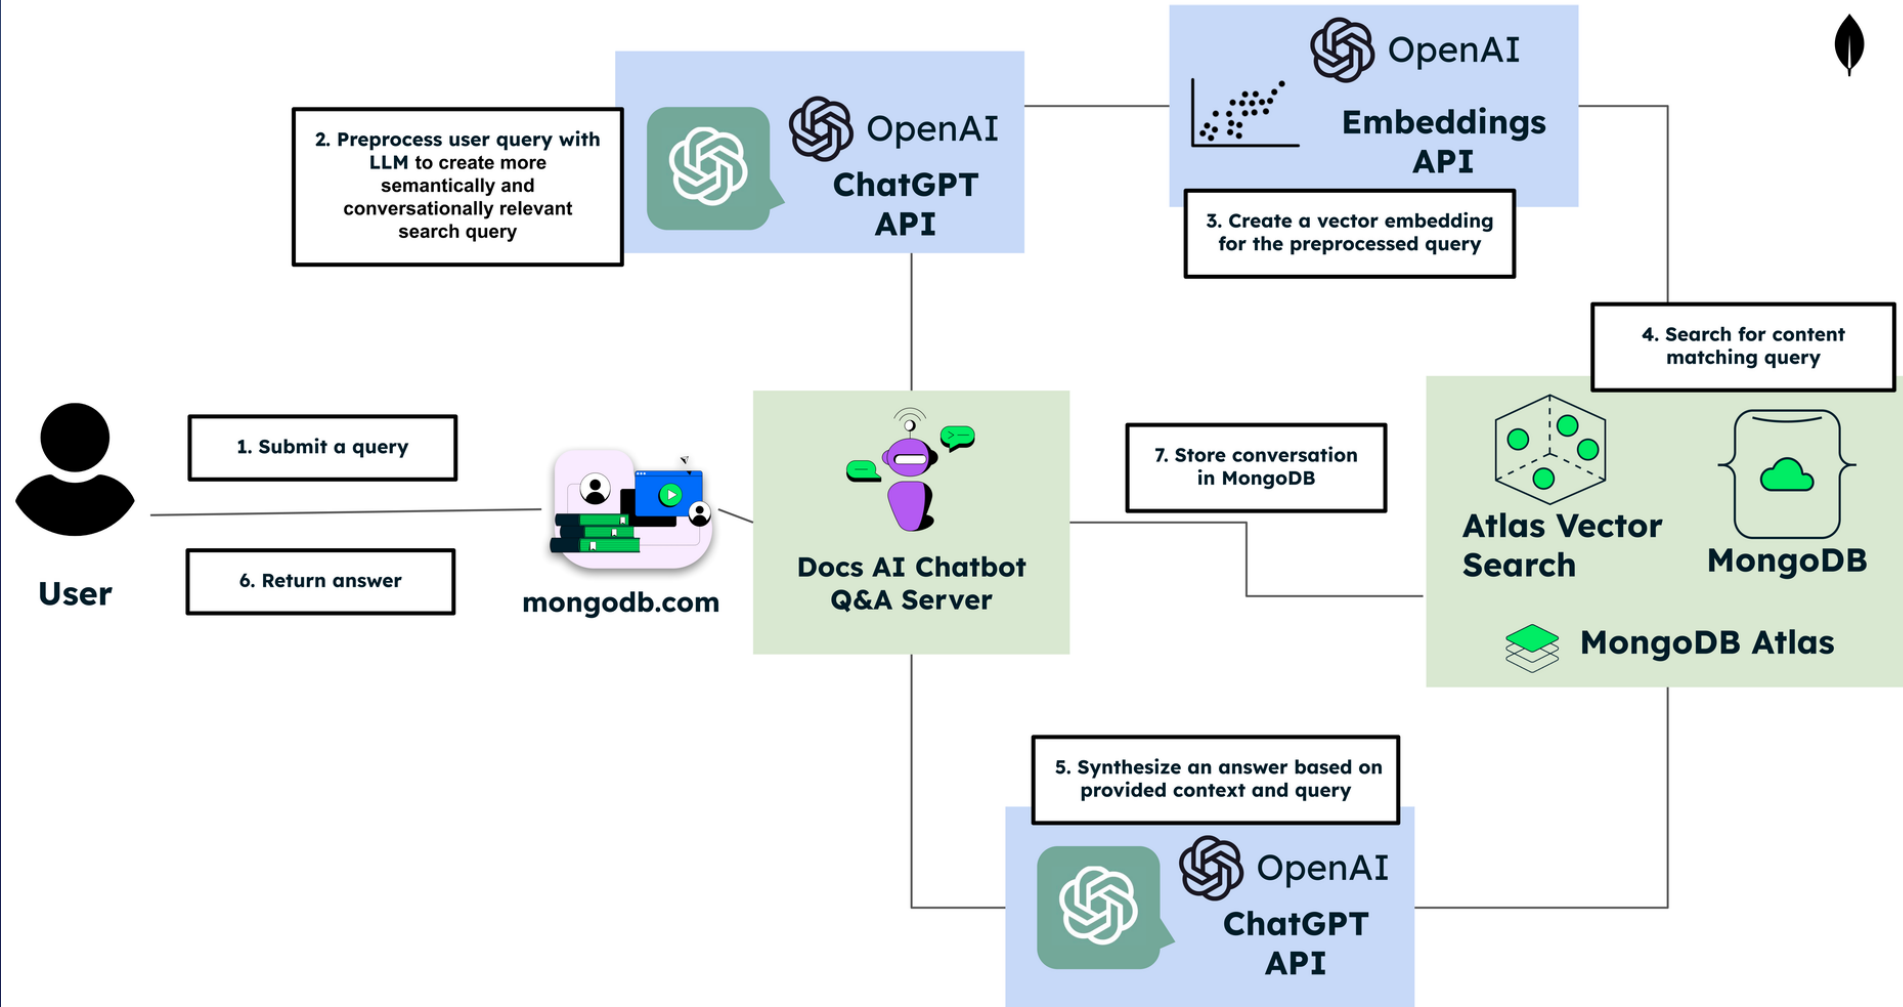 OpenAI
Embeddings
API
3. Create a vector embedding
for the preprocessed query
2. Preprocess user query with
LLM to create more
semantically and
conversationally relevant
search query
OpenAI
ChatGPT
API
4. Search for content
matching query
1. Submit a query
6. Return answer
User
mongodb.com
Docs AI Chatbot
Q&A Server
7. Store conversation
in MongoDB
Atlas Vector
Search
MongoDB
MongoDB Atlas
5. Synthesize an answer based on
provided context and query
OpenAI
ChatGPT
API